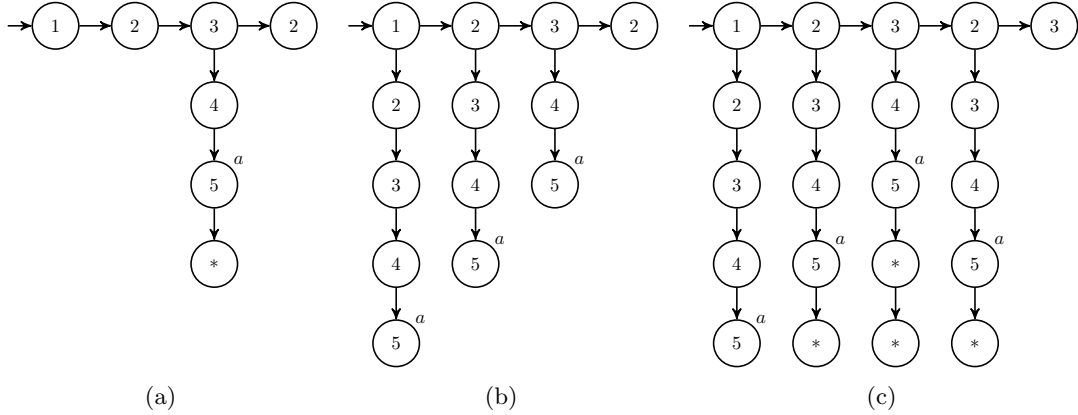 1 2 3 2 1 2 3 2 1 2 3 2 3
4 2 3 4 2 3 4 3
a a a
5 3 4 5 3 4 5 4
a a a
* 4 5 4 5 * 5
a a
5 5 * * *
(a) (b) (c)